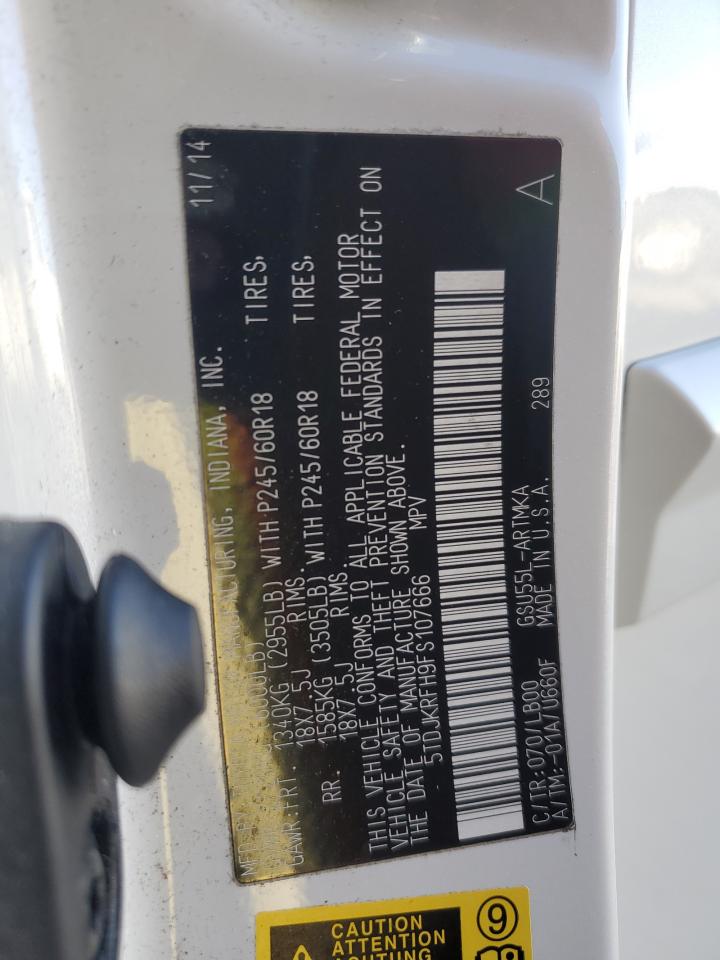 11/14
MANUFACTURING, INDIANA, INC.
6000LB)
GAWR:FRT. 1340KG (2955LB) WITH P245/60R18 TIRES,
18X7.5J RIMS.
RR. 1585KG (3505LB) WITH P245/60R18 TIRES,
18X7.5J RIMS.
THIS VEHICLE CONFORMS TO ALL APPLICABLE FEDERAL MOTOR
VEHICLE SAFETY AND THEFT PREVENTION STANDARDS IN EFFECT ON
THE DATE OF MANUFACTURE SHOWN ABOVE.
5TDJKRFH9FS107666 MPV
C/TR:070/LB00 GSU55L-ARTMKA 289 A
A/TM:-01A/U660F MADE IN U.S.A.
CAUTION
ATTENTION
ACHTUNG
9